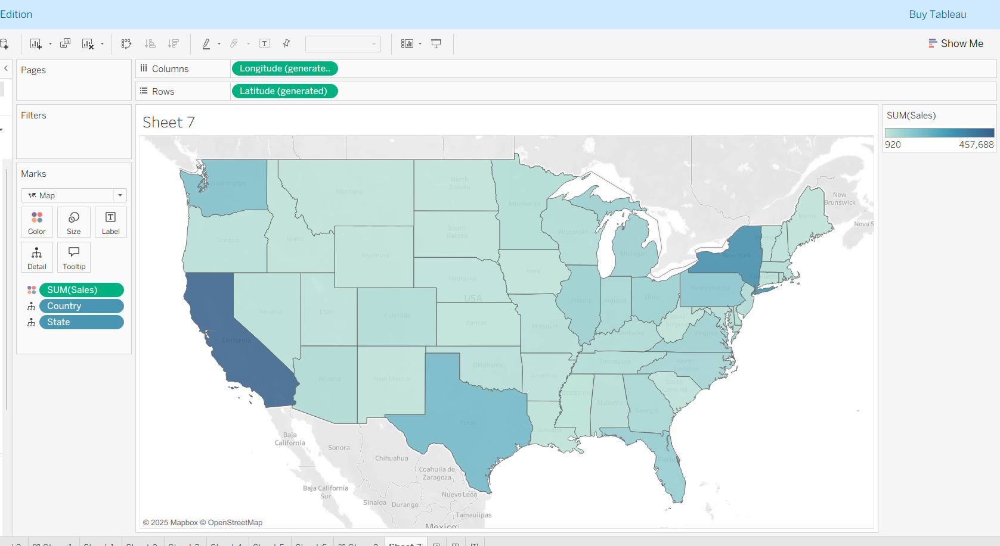 Edition
Buy Tableau
Show Me
Pages
Columns
Longitude (generate..
Rows
Latitude (generated)
Filters
Sheet 7
SUM(Sales)
920
457,688
Marks
Map
Color
Size
Label
Detail
Tooltip
SUM(Sales)
Country
State
Washington
Montana
North
Dakota
Minnesota
Maine
New
Brunswick
Nova S
Oregon
Idaho
South
Dakota
Wisconsin
Michigan
Wyoming
New York
Iowa
Nebraska
Pennsylvania
USA
Illinois
Indiana
Ohio
Nevada
Utah
Colorado
Kansas
Missouri
West
Virginia
Kentucky
Virginia
California
Oklahoma
Tennessee
North
Carolina
Arizona
New Mexico
Arkansas
South
Carolina
Alabama
Georgia
Texas
Louisiana
Florida
Baja
California
Sonora
Chihuahua
Coahuila de
Zaragoza
Baja California
Sur
Nuevo León
Sinaloa
Durango
Tamaulipas
México
© 2025 Mapbox © OpenStreetMap
Sheet 7